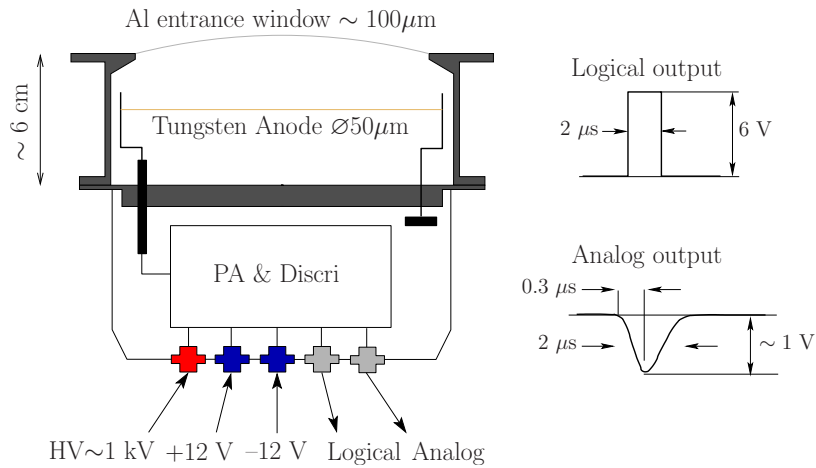 Al entrance window ~ 100μm
~ 6 cm
Tungsten Anode ∅50μm
PA & Discri
HV~1 kV +12 V –12 V Logical Analog
Logical output
2 μs
6 V
Analog output
0.3 μs
2 μs
~ 1 V